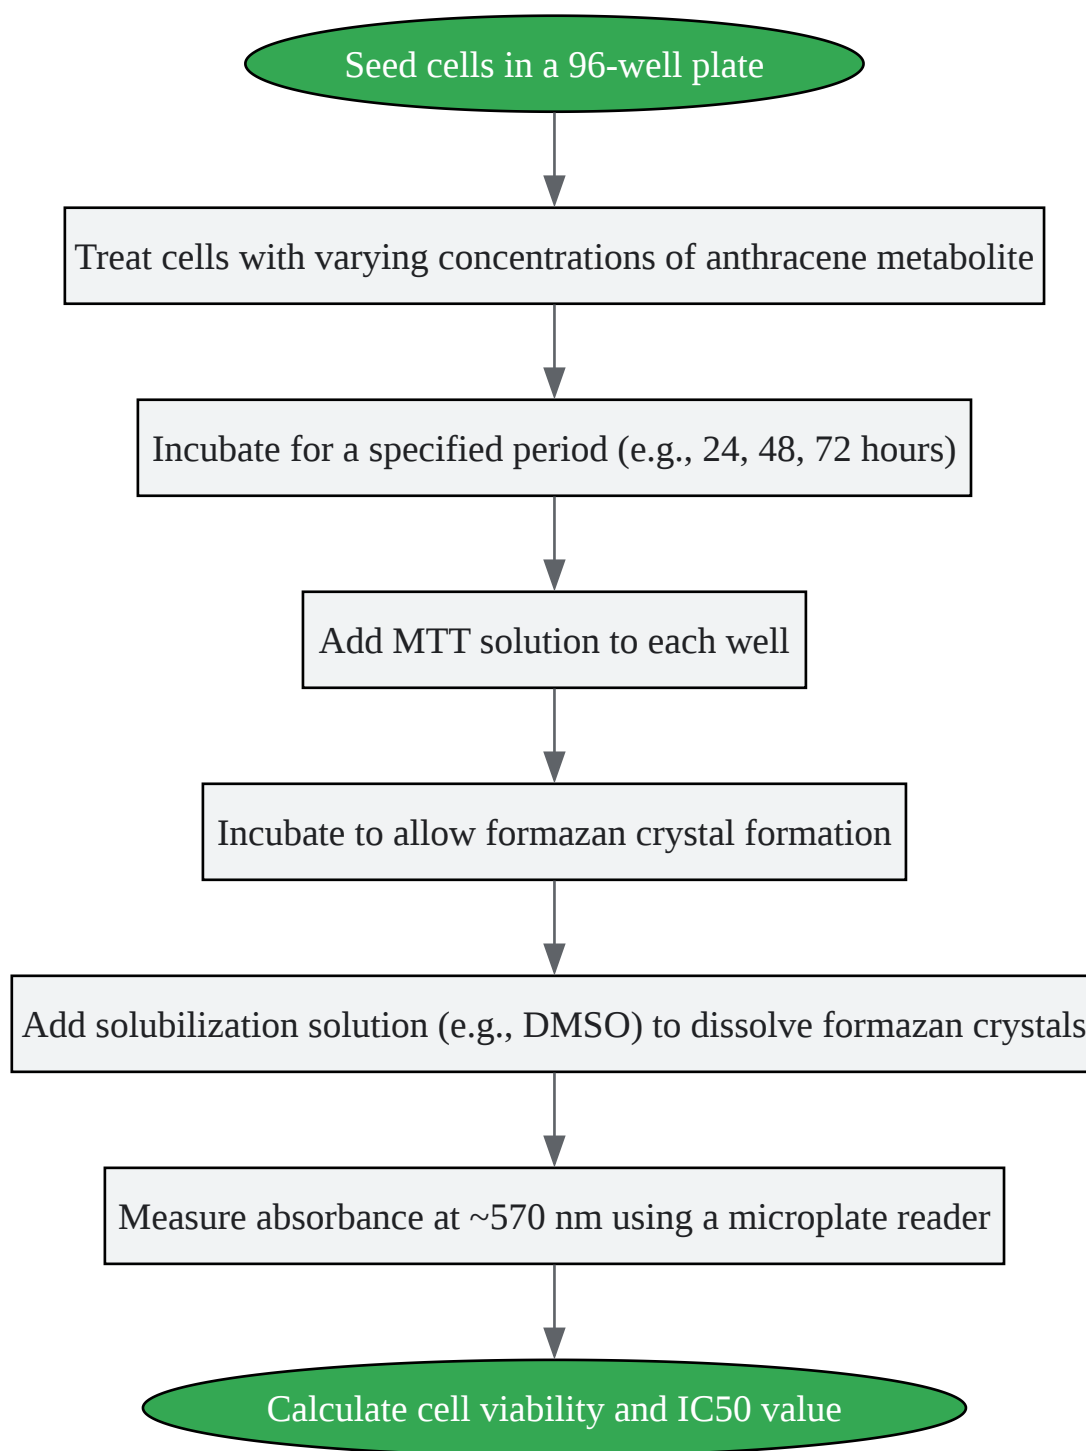 Seed cells in a 96-well plate
Treat cells with varying concentrations of anthracene metabolite
Incubate for a specified period (e.g., 24, 48, 72 hours)
Add MTT solution to each well
Incubate to allow formazan crystal formation
Add solubilization solution (e.g., DMSO) to dissolve formazan crystals
Measure absorbance at ~570 nm using a microplate reader
Calculate cell viability and IC50 value